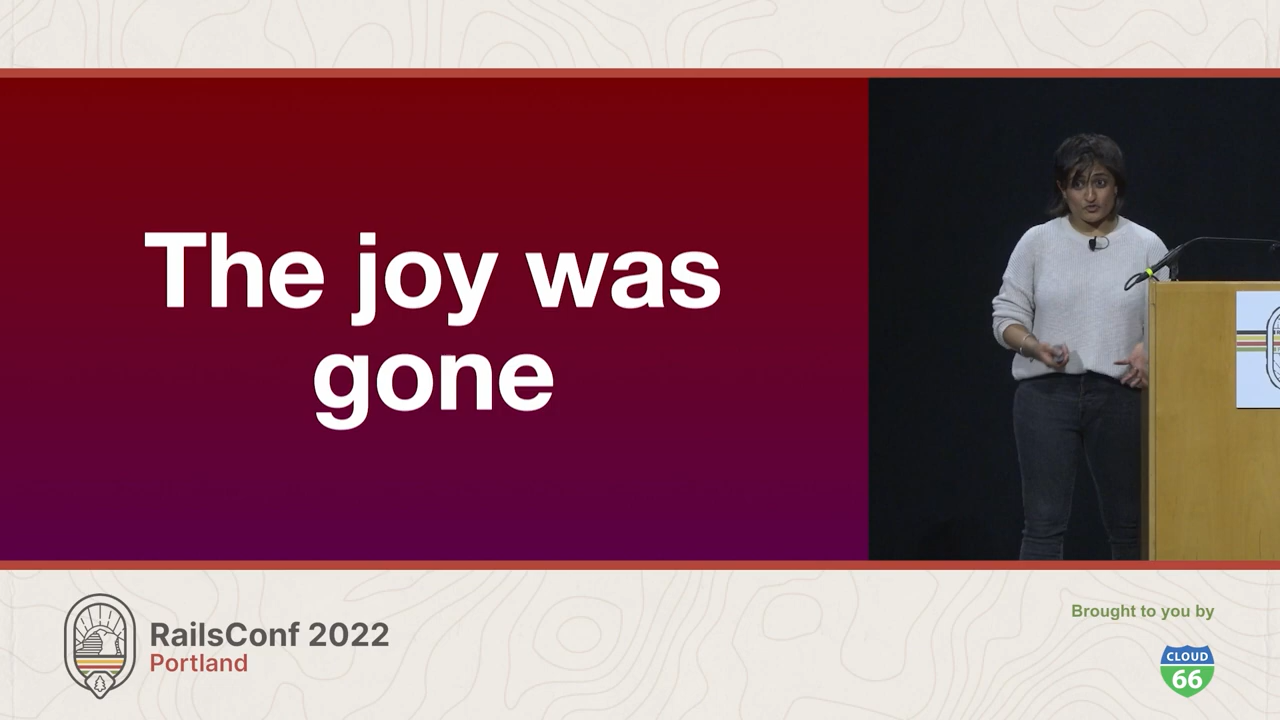 The joy was
gone
RailsConf 2022
Portland
Brought to you by
CLOUD
66